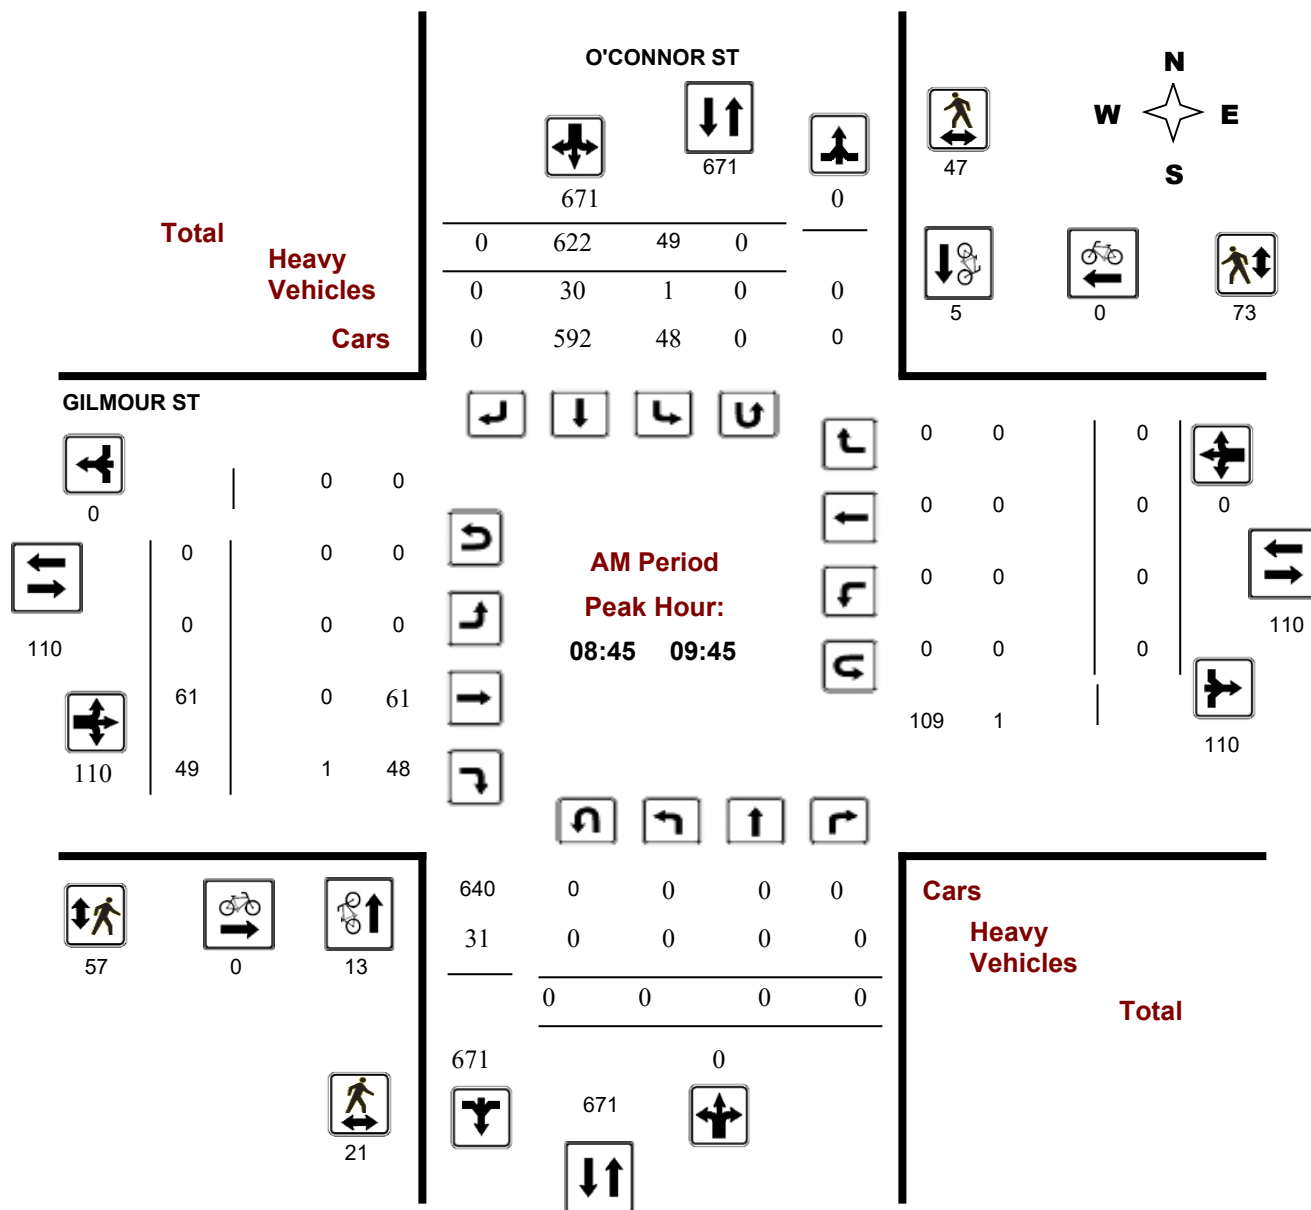 O'CONNOR ST
N
W E
S
671
47
671 0
Total 0 622 49 0
Heavy
Vehicles 0 30 1 0 0
5 0 73
Cars 0 592 48 0 0
GILMOUR ST
0 0 0
0 0
0 0
0 0 0
0 0 0
AM Period
0 0 0
Peak Hour:
0 0 0
110 110
08:45 09:45
0 0 0
61 0 61
109 1
110
110 49 1 48
640 0 0 0 0
Cars
31 0 0 0 0
Heavy
Vehicles
57 0 13
0 0 0 0
Total
671 0
671
21